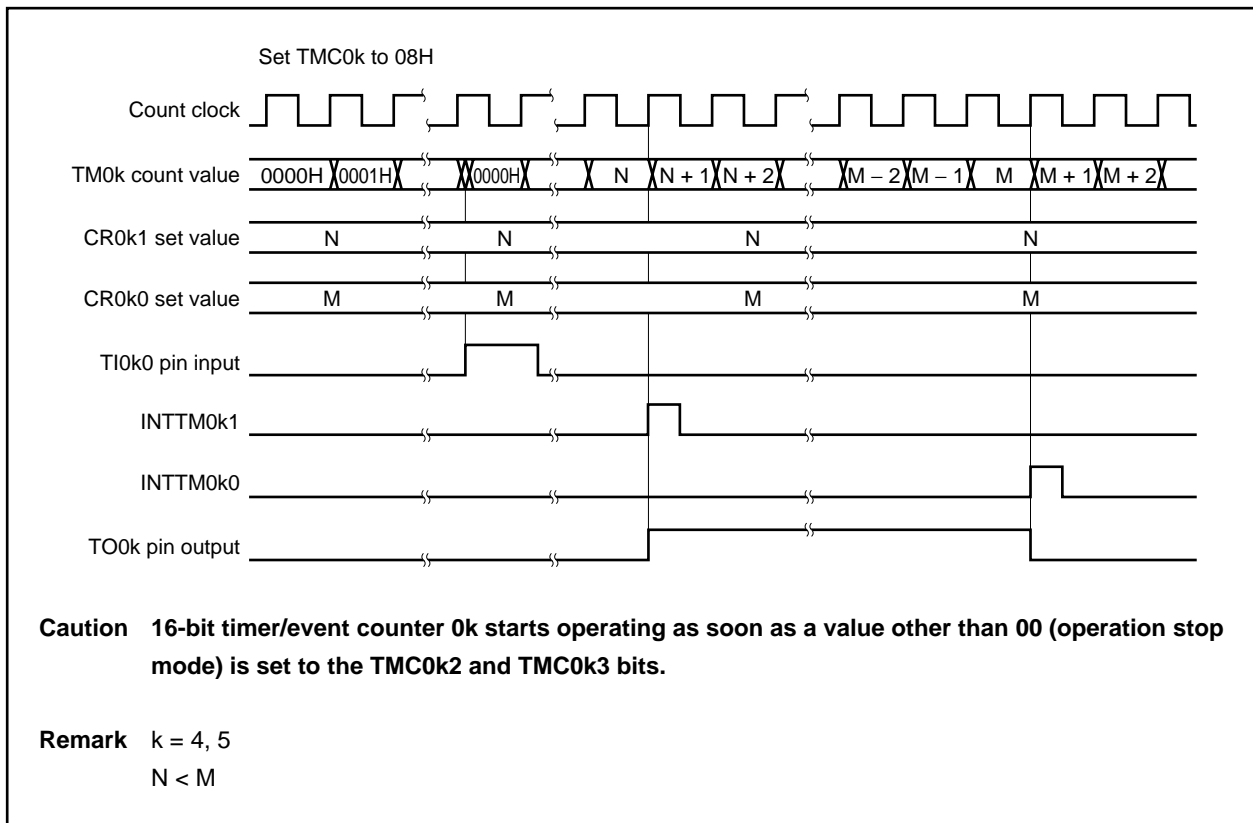 Set TMC0k to 08H
Count clock
TM0k count value 0000H 0001H 0000H N N + 1 N + 2 M − 2 M − 1 M M + 1 M + 2
CR0k1 set value N N N N
CR0k0 set value M M M M
TI0k0 pin input
INTTM0k1
INTTM0k0
TO0k pin output
Caution 16-bit timer/event counter 0k starts operating as soon as a value other than 00 (operation stop
mode) is set to the TMC0k2 and TMC0k3 bits.
Remark k = 4, 5
N < M